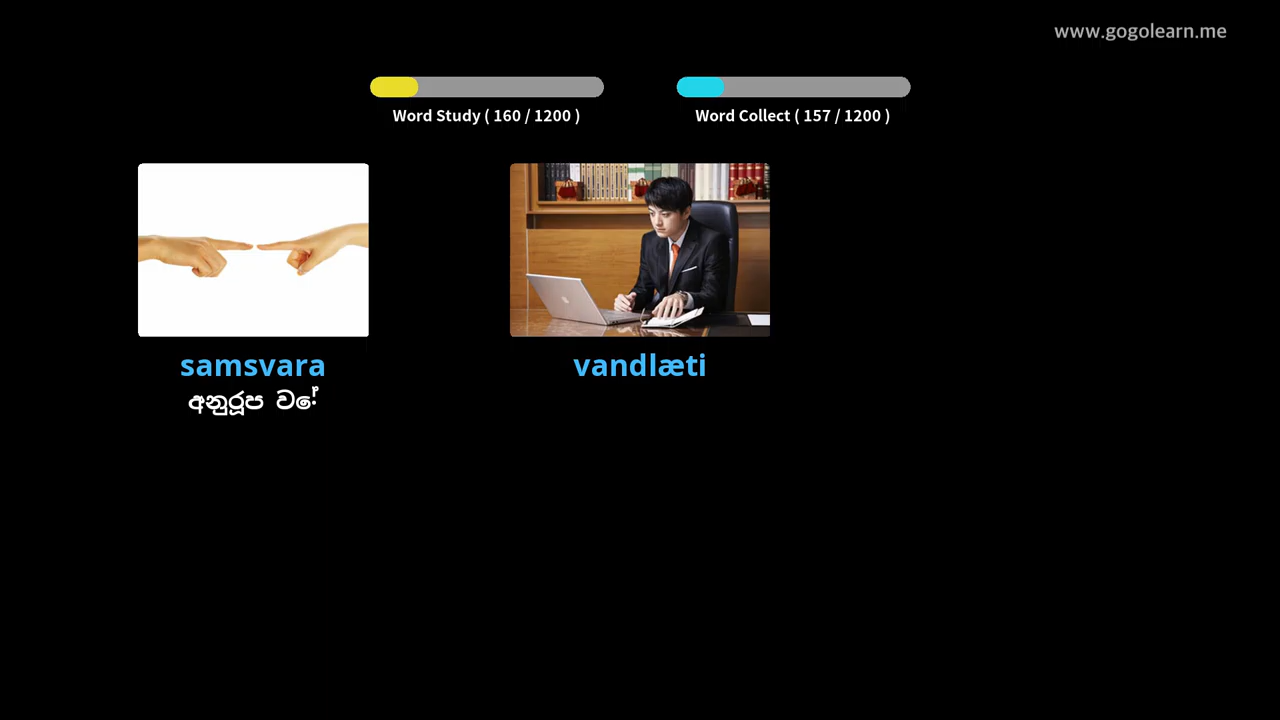 www.gogolearn.me
Word Study ( 160 / 1200 )
Word Collect ( 157 / 1200 )
samsvara
අනුරූප වේ!
vandlæti